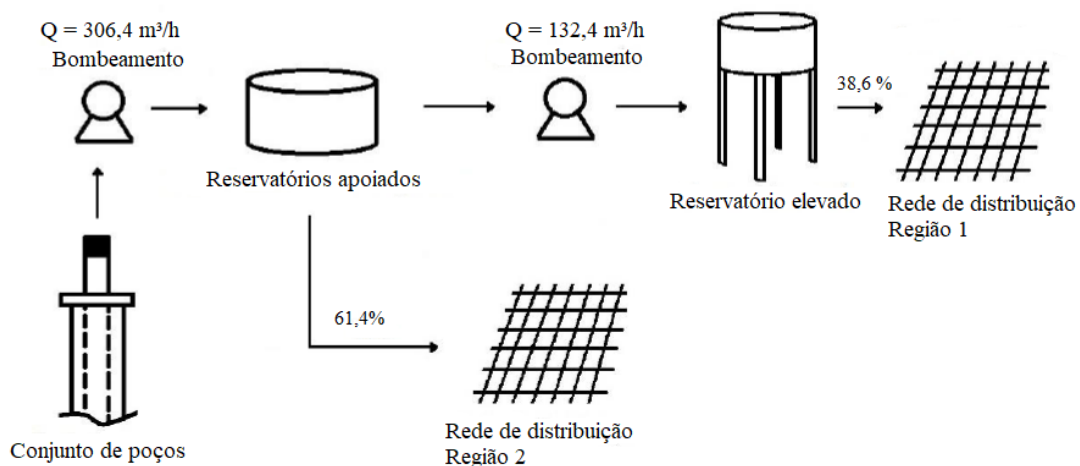 Q = 306,4 m³/h
Bombeamento
Q = 132,4 m³/h
Bombeamento
38,6 %
Reservatórios apoiados
Reservatório elevado
Rede de distribuição
Região 1
61,4%
Conjunto de poços
Rede de distribuição
Região 2